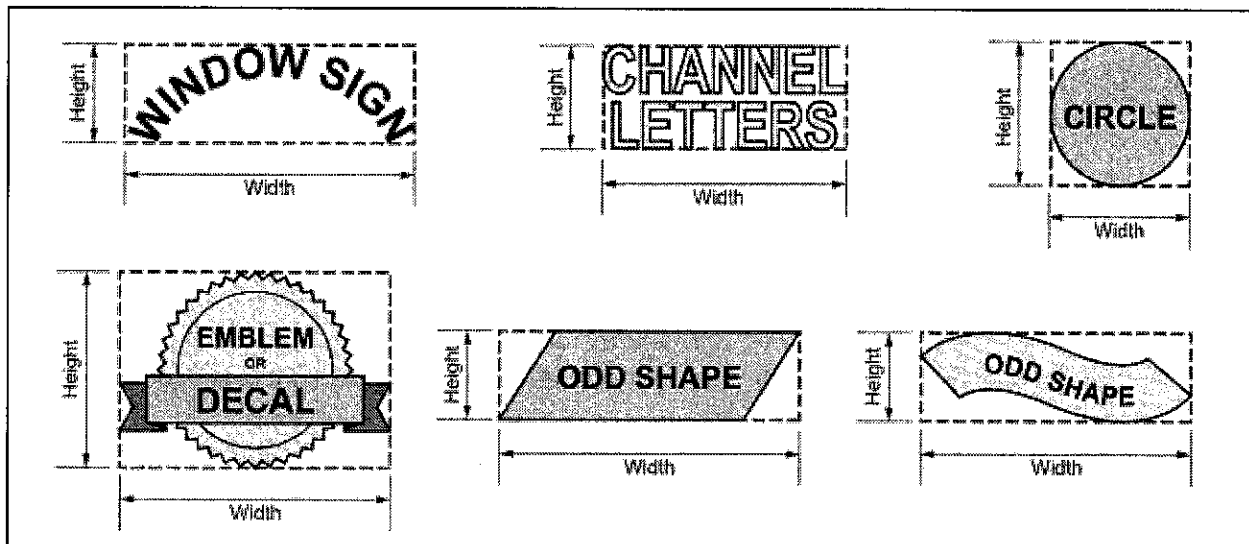 Height
WINDOW SIGN
Width
Height
CHANNEL
LETTERS
Width
Height
CIRCLE
Width
Height
EMBLEM
OR
DECAL
Width
Height
ODD SHAPE
Width
Height
ODD SHAPE
Width